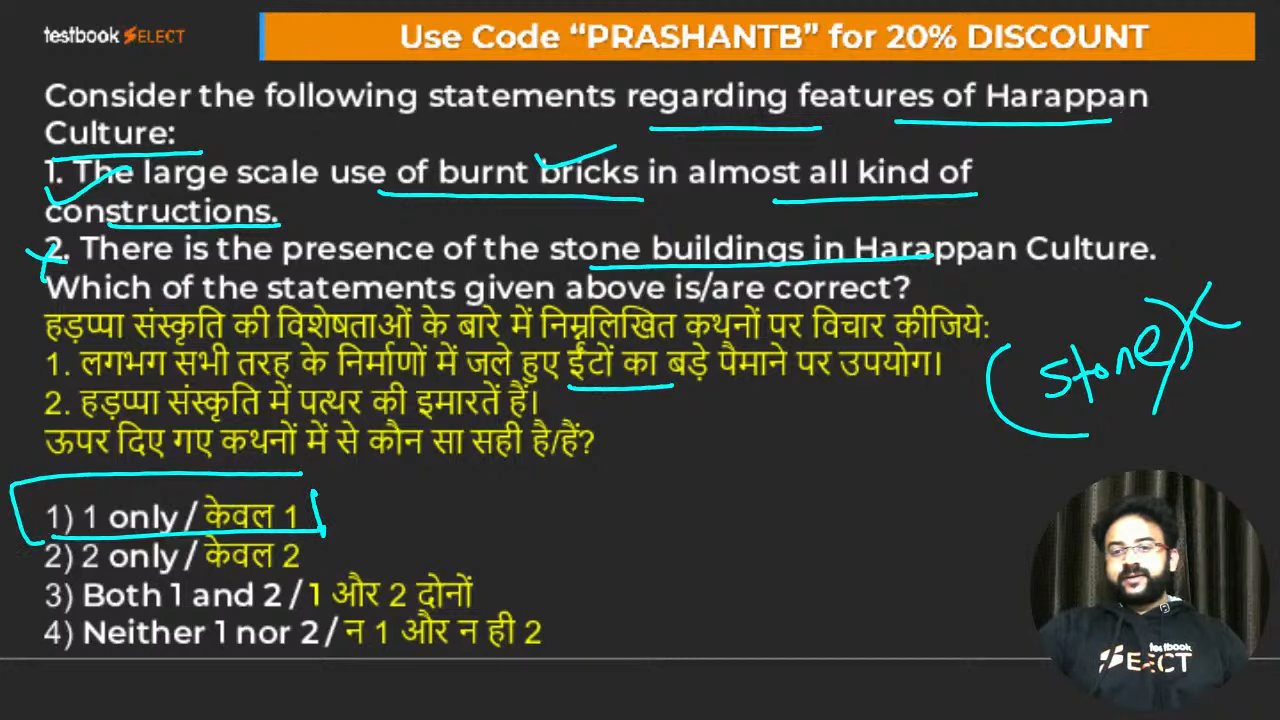 testbook SELECT
Use Code “PRASHANTB” for 20% DISCOUNT
Consider the following statements regarding features of Harappan
Culture:
1. The large scale use of burnt bricks in almost all kind of
constructions.
2. There is the presence of the stone buildings in Harappan Culture.
Which of the statements given above is/are correct?
हड़प्पा संस्कृति की विशेषताओं के बारे में निम्नलिखित कथनों पर विचार कीजिये:
1. लगभग सभी तरह के निर्माणों में जले हुए ईंटों का बड़े पैमाने पर उपयोग।
2. हड़प्पा संस्कृति में पत्थर की इमारतें हैं।
ऊपर दिए गए कथनों में से कौन सा सही है/हैं?
(stone)
1) 1 only / केवल 1
2) 2 only / केवल 2
3) Both 1 and 2 / 1 और 2 दोनों
4) Neither 1 nor 2 / न 1 और न ही 2
testbook
SELECT